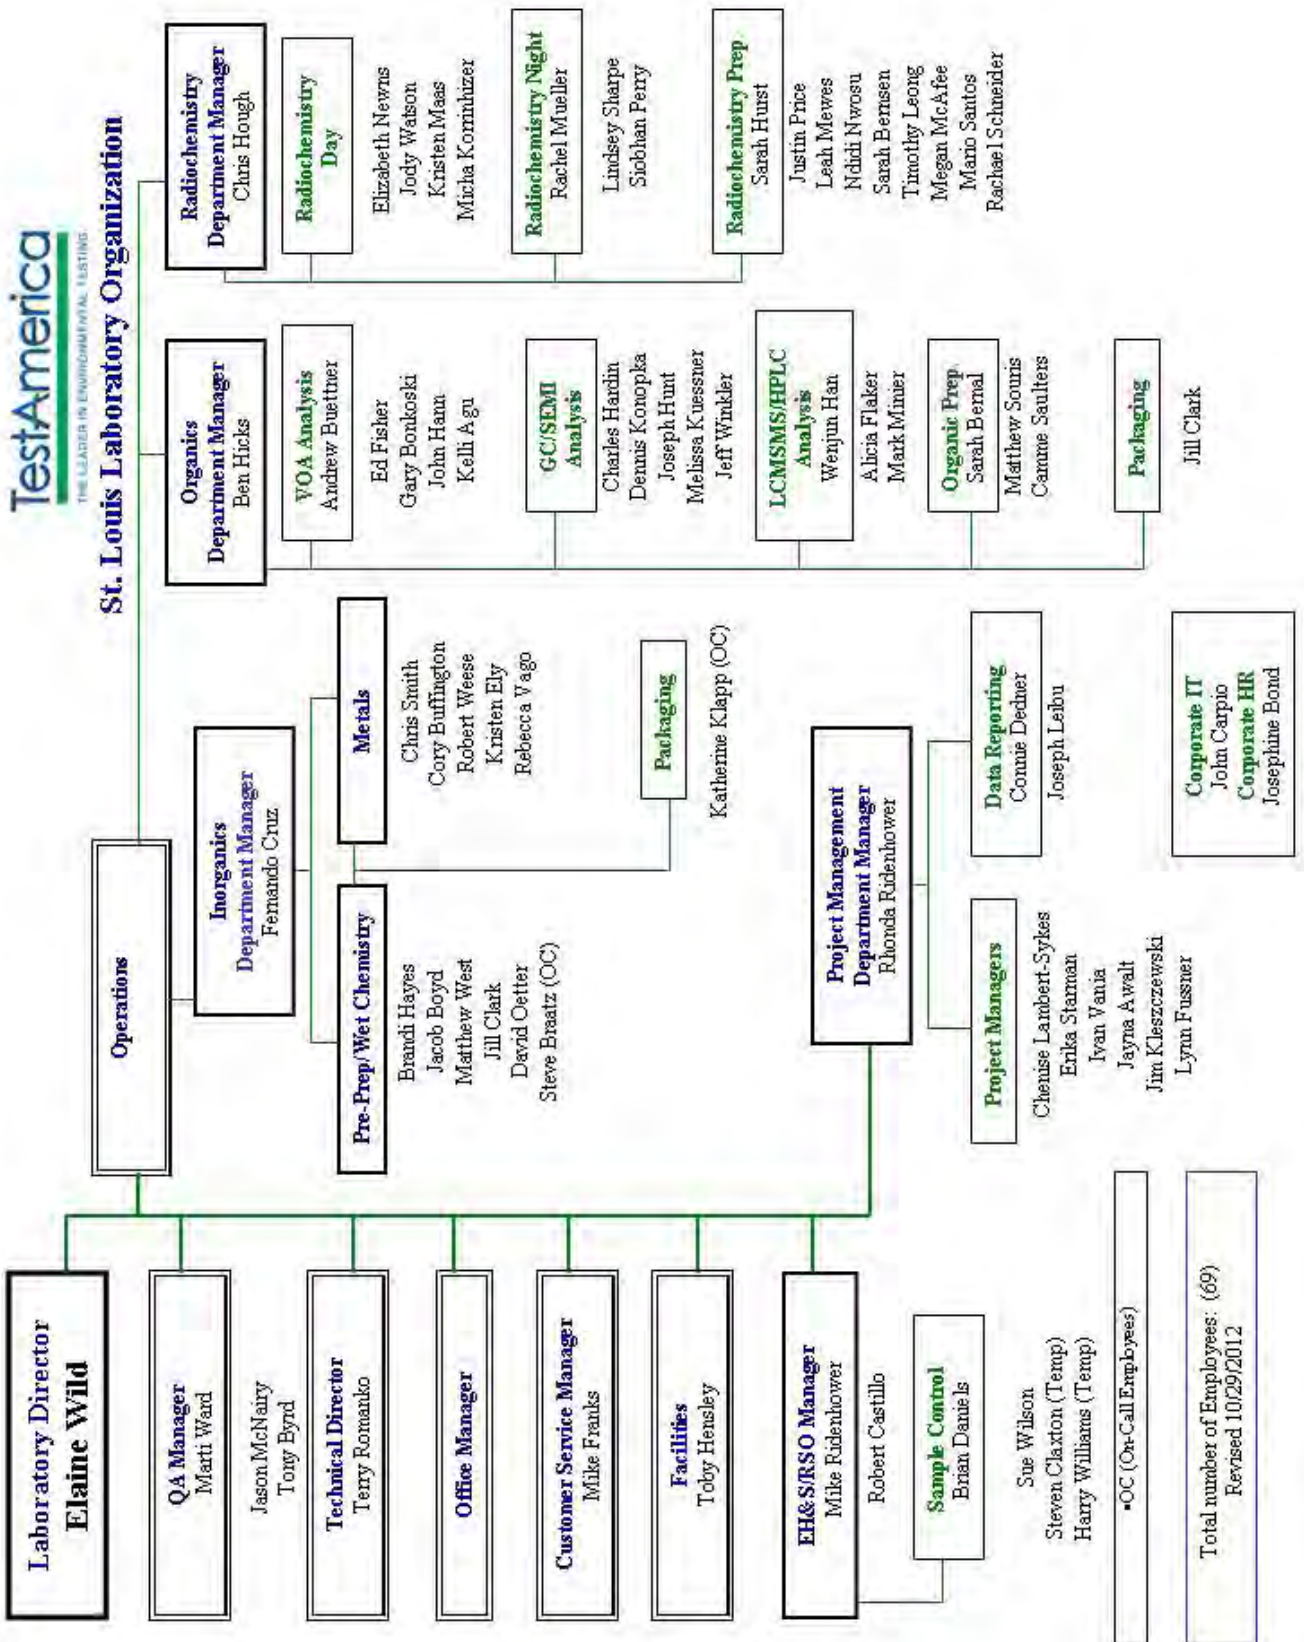 TestAmerica
THE LEADER IN ENVIRONMENTAL TESTING
St. Louis Laboratory Organization
Laboratory Director
Elaine Wild
QA Manager
Marti Ward
Jason McNairy
Tony Byrd
Technical Director
Terry Romanko
Office Manager
Customer Service Manager
Mike Franks
Facilities
Toby Hensley
EH&S/RSO Manager
Mike Ridenhower
Robert Castillo
Sample Control
Brian Daniels
Sue Wilson
Steven Claxton (Temp)
Harry Williams (Temp)
•OC (On-Call Employees)
Total number of Employees: (69)
Revised 10/29/2012
Operations
Inorganics
Department Manager
Fernando Cruz
Pre-Prep/ Wet Chemistry
Brandi Hayes
Jacob Boyd
Matthew West
Jill Clark
David Oetter
Steve Braatz (OC)
Metals
Chris Smith
Cory Buffington
Robert Weese
Kristen Ely
Rebecca Vago
Packaging
Katherine Klapp (OC)
Project Management
Department Manager
Rhonda Ridenhower
Project Managers
Cherise Lambert-Sykes
Erika Starman
Ivan Vania
Jayna Awalt
Jim Kleszczewski
Lynn Fussner
Data Reporting
Connie Dedner
Joseph Leibu
Corporate IT
John Carpio
Corporate HR
Josephine Bond
Organics
Department Manager
Ben Hicks
VOA Analysis
Andrew Buettner
Ed Fisher
Gary Bonkoski
John Hann
Kelli Agu
GC/SEMI
Analysis
Charles Hardin
Dennis Konopka
Joseph Hunt
Melissa Kuessner
Jeff Winkler
LCMSMS/HPLC
Analysis
Wenjun Han
Alicia Flaker
Mark Minier
Organic Prep
Sarah Bernal
Matthew Souris
Cammie Saulters
Packaging
Jill Clark
Radiochemistry
Department Manager
Chris Hough
Radiochemistry
Day
Elizabeth Newns
Jody Watson
Kristen Maas
Micha Korrinhizer
Radiochemistry Night
Rachel Mueller
Lindsey Sharpe
Siobhan Perry
Radiochemistry Prep
Sarah Hurst
Justin Price
Leah Mewes
Ndidi Nwosu
Sarah Bernsen
Timothy Leong
Megan McAfee
Mario Santos
Rachael Schneider